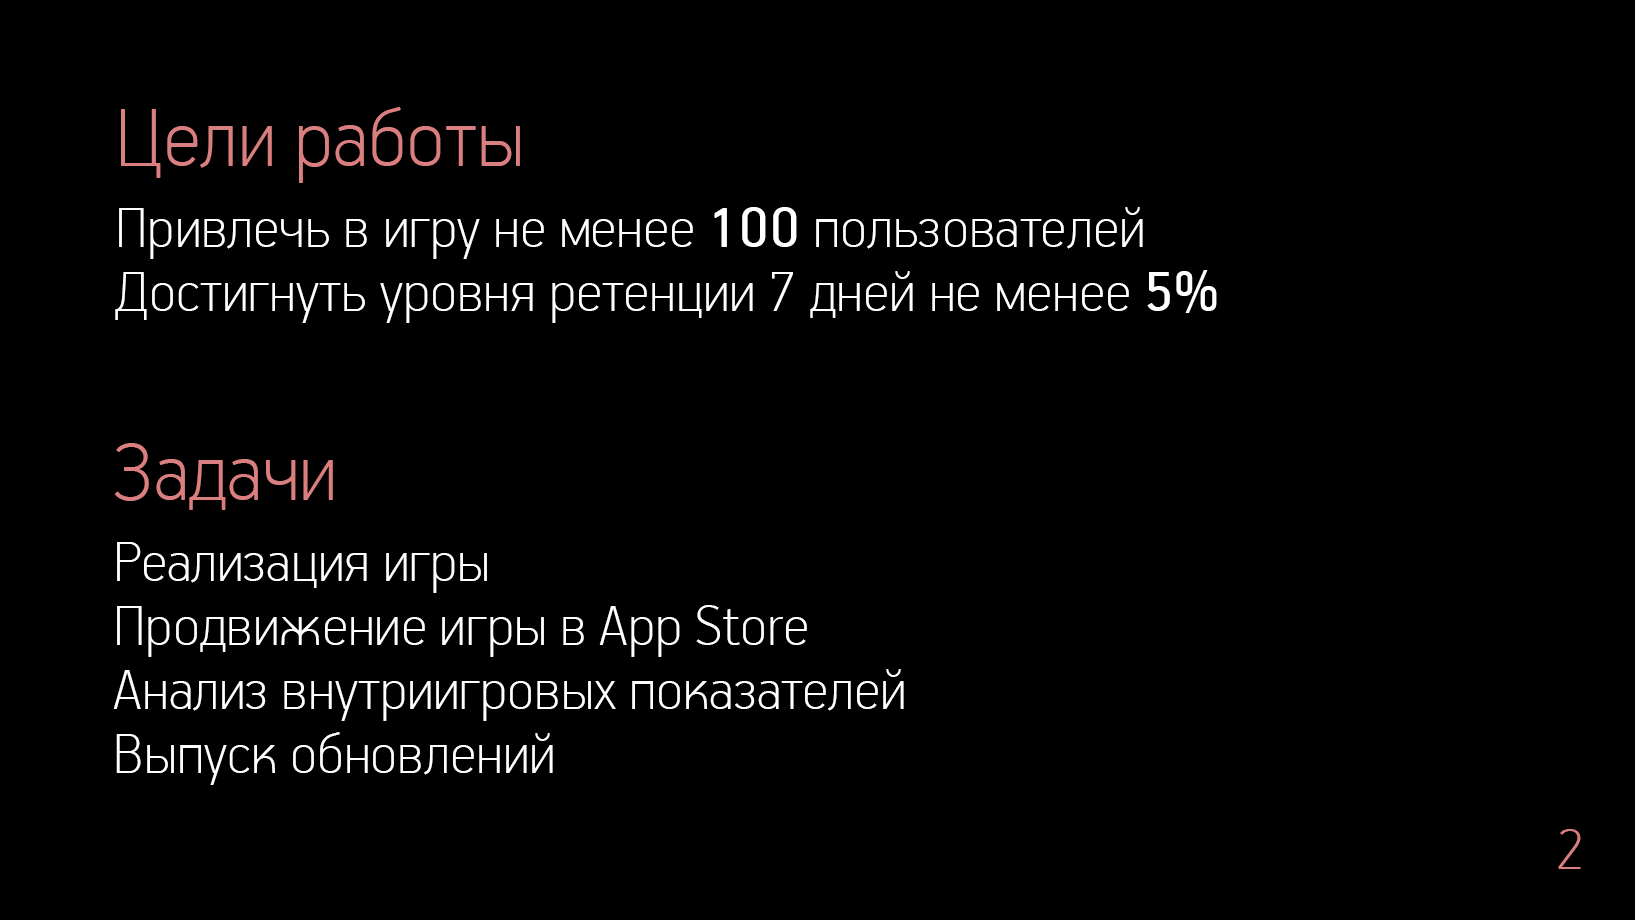 Цели работы
Привлечь в игру не менее 100 пользователей
Достигнуть уровня ретенции 7 дней не менее 5%
Задачи
Реализация игры
Продвижение игры в App Store
Анализ внутриигровых показателей
Выпуск обновлений
2